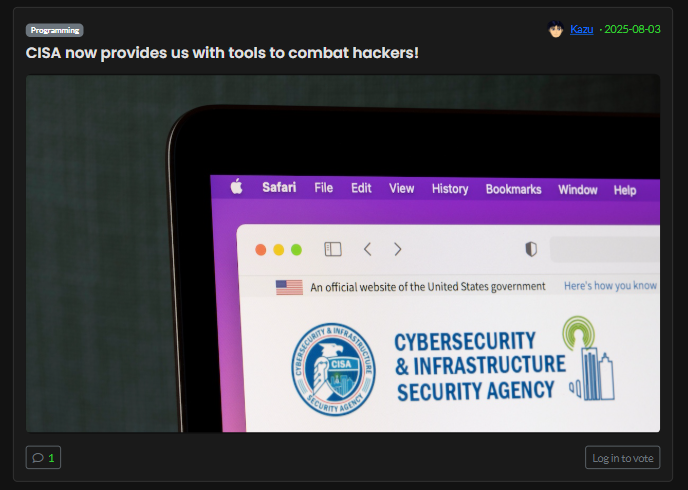 Programming
Kazu · 2025-08-03
CISA now provides us with tools to combat hackers!
Safari File Edit View History Bookmarks Window Help
An official website of the United States government Here's how you know
CYBERSECURITY & INFRASTRUCTURE
CISA
SECURITY AGENCY
CYBERSECURITY
& INFRASTRUCTURE
SECURITY AGENCY
1
Log in to vote